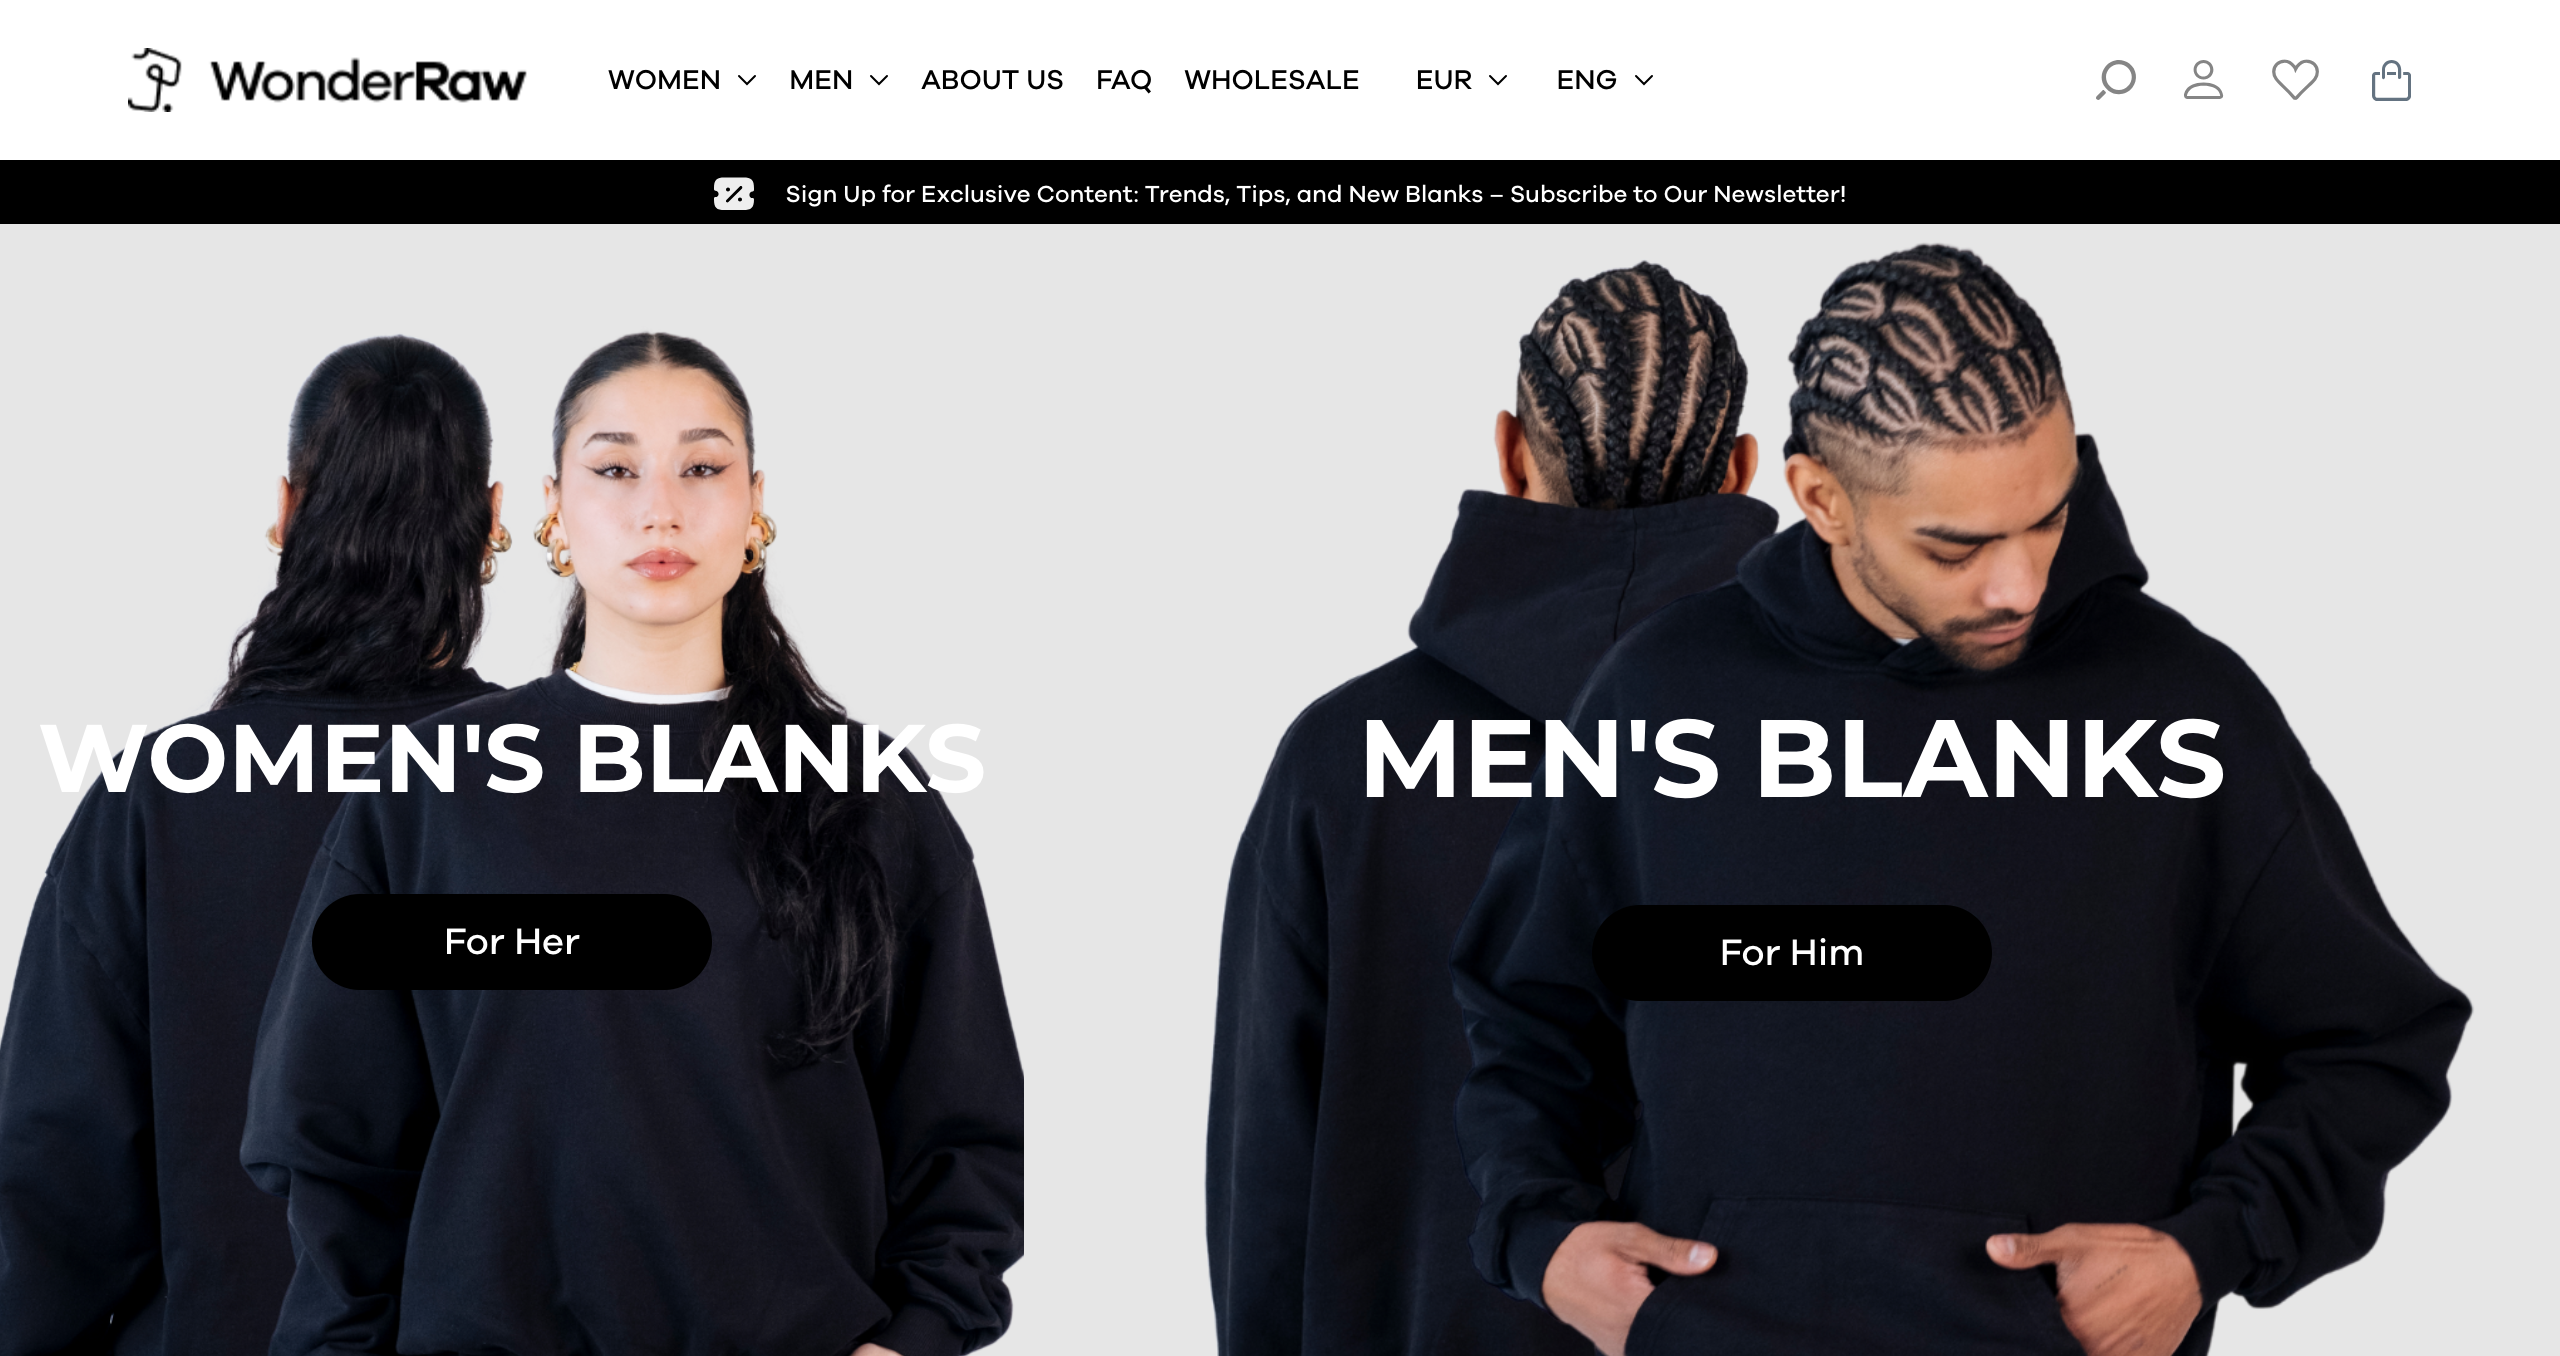 WonderRaw
WOMEN MEN ABOUT US FAQ WHOLESALE EUR ENG
Sign Up for Exclusive Content: Trends, Tips, and New Blanks – Subscribe to Our Newsletter!
WOMEN'S BLANKS
For Her
MEN'S BLANKS
For Him